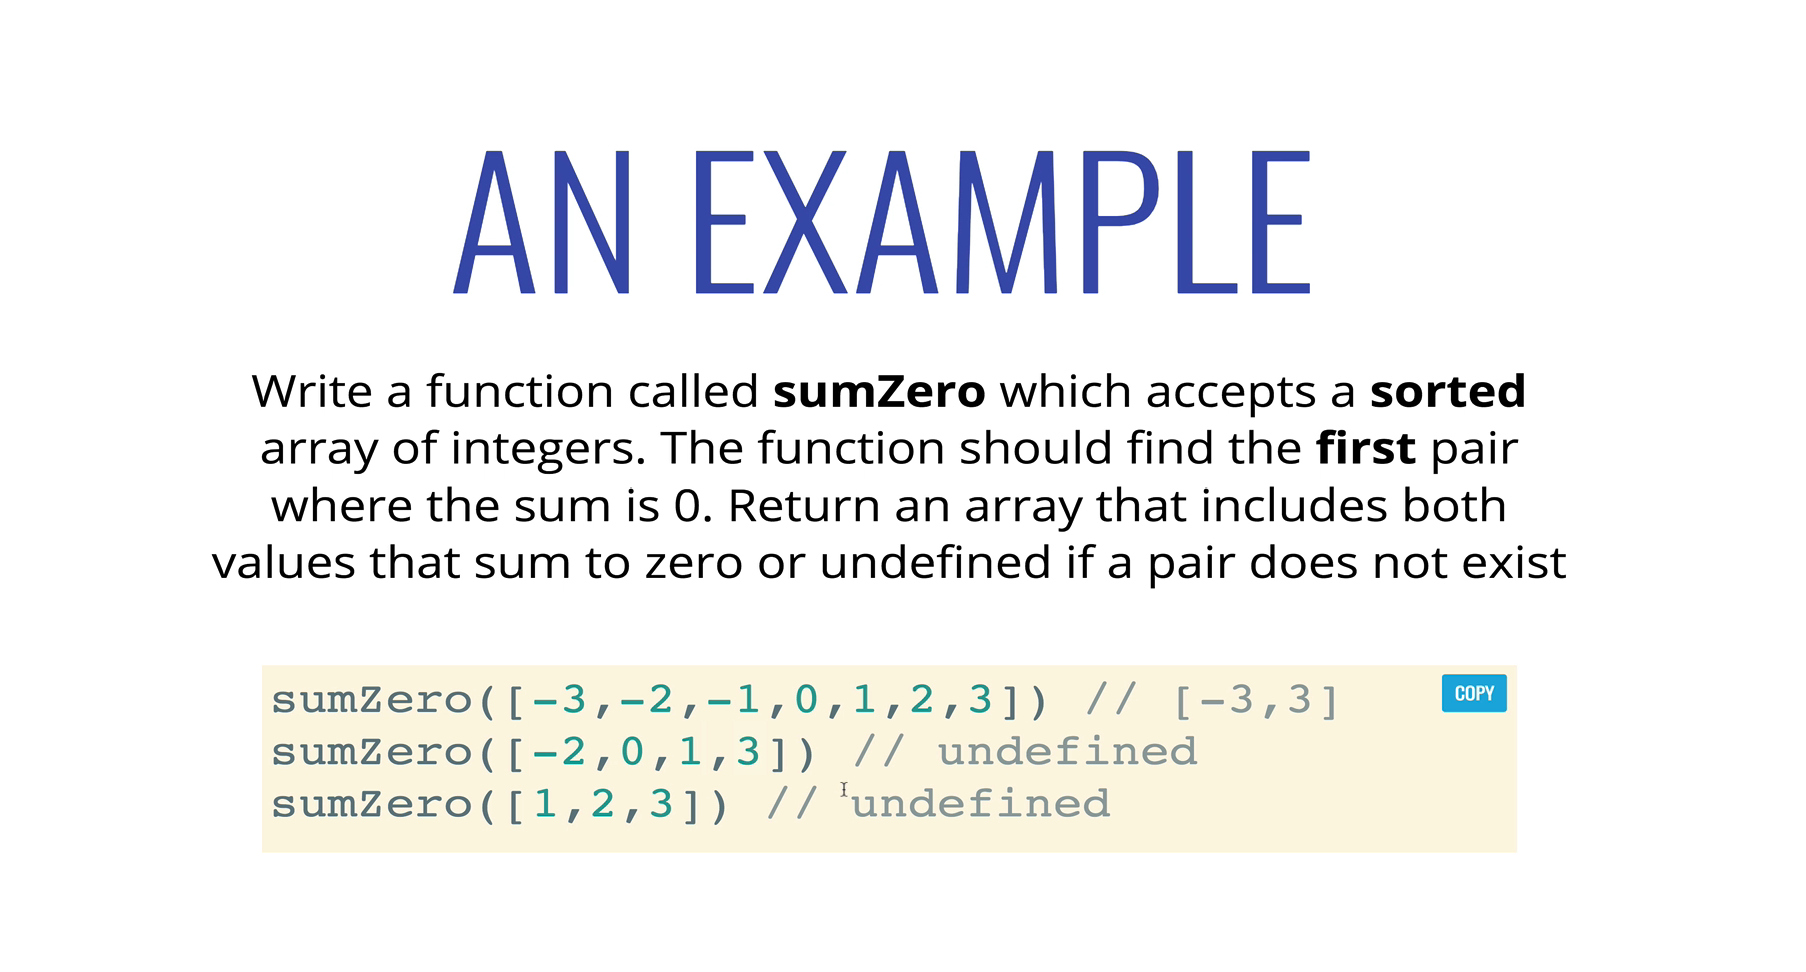 AN EXAMPLE
Write a function called sumZero which accepts a sorted
array of integers. The function should find the first pair
where the sum is 0. Return an array that includes both
values that sum to zero or undefined if a pair does not exist
sumZero([-3,-2,-1,0,1,2,3]) // [-3,3]
COPY
sumZero([-2,0,1,3]) // undefined
sumZero([1,2,3]) // undefined